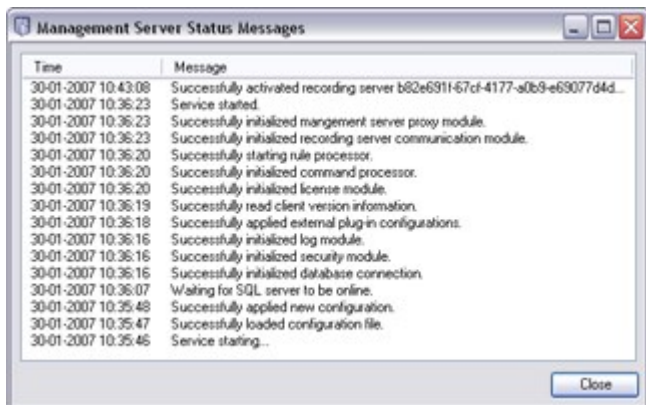 Management Server Status Messages
Time Message
30-01-2007 10:43:08 Successfully activated recording server b82e691f-67cf-4177-a0b9-e69077d4d...
30-01-2007 10:36:23 Service started.
30-01-2007 10:36:23 Successfully initialized mangement server proxy module.
30-01-2007 10:36:23 Successfully initialized recording server communication module.
30-01-2007 10:36:20 Successfully starting rule processor.
30-01-2007 10:36:20 Successfully initialized command processor.
30-01-2007 10:36:20 Successfully initialized license module.
30-01-2007 10:36:19 Successfully read client version information.
30-01-2007 10:36:18 Successfully applied external plug-in configurations.
30-01-2007 10:36:16 Successfully initialized log module.
30-01-2007 10:36:16 Successfully initialized security module.
30-01-2007 10:36:16 Successfully initialized database connection.
30-01-2007 10:36:07 Waiting for SQL server to be online.
30-01-2007 10:35:48 Successfully applied new configuration.
30-01-2007 10:35:47 Successfully loaded configuration file.
30-01-2007 10:35:46 Service starting...
Close